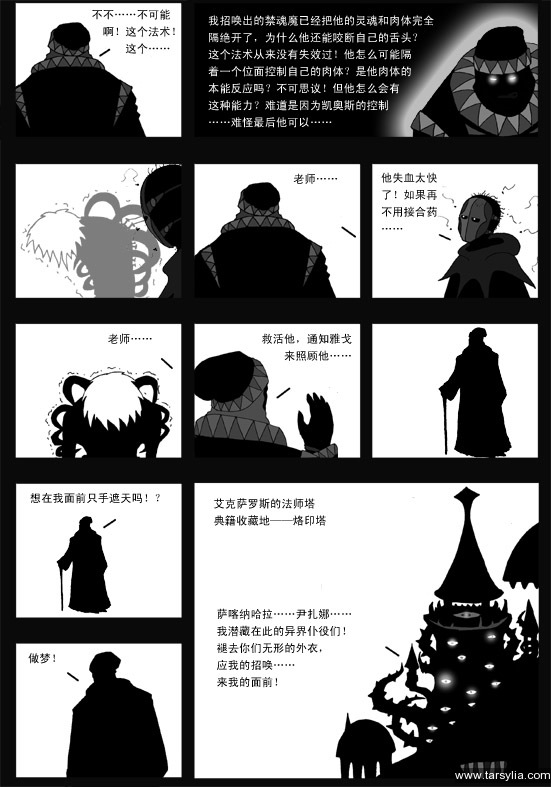 不不……不可能
啊！这个法术！
这个……
我招唤出的禁魂魔已经把他的灵魂和肉体完全
隔绝开了，为什么他还能咬断自己的舌头？
这个法术从来没有失效过！他怎么可能隔
着一个位面控制自己的肉体？是他肉体的
本能反应吗？不可思议！但他怎么会有
这种能力？难道是因为凯奥斯的控制
……难怪最后他可以……
老师……
他失血太快
了！如果再
不用接合药
……
老师……
救活他，通知雅戈
来照顾他……
想在我面前只手遮天吗！？
做梦！
艾克萨罗斯的法师塔
典籍收藏地——烙印塔
萨喀纳哈拉……尹扎娜……
我潜藏在此的异界仆役们！
褪去你们无形的外衣，
应我的招唤……
来我的面前！
www.tarsylia.com